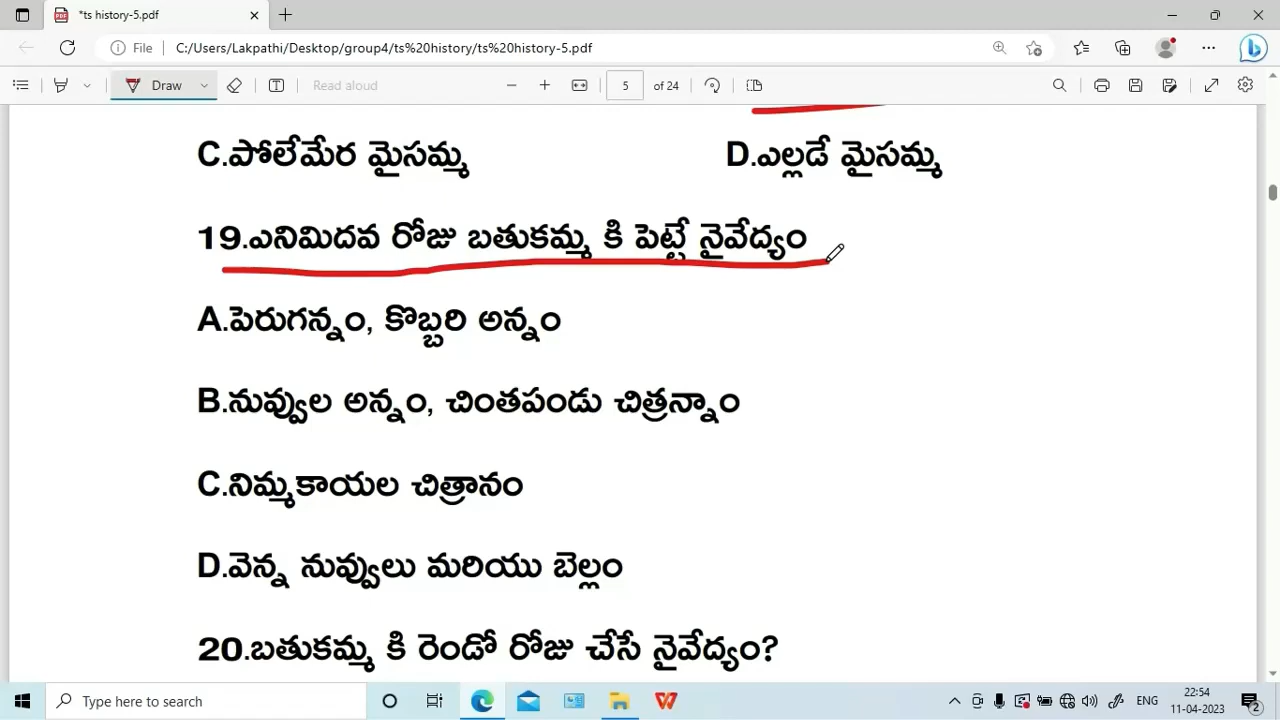 *ts history-5.pdf
File C:/Users/Lakpathi/Desktop/group4/ts%20history/ts%20history-5.pdf
Draw Read aloud 5 of 24
C.పోలేమేర మైసమ్మ D.ఎల్లడే మైసమ్మ
19.ఎనిమిదవ రోజు బతుకమ్మ కి పెట్టే నైవేద్యం
A.పెరుగన్నం, కొబ్బరి అన్నం
B.నువ్వుల అన్నం, చింతపండు చిత్రన్నాం
C.నిమ్మకాయల చిత్రానం
D.వెన్న నువ్వులు మరియు బెల్లం
20.బతుకమ్మ కి రెండో రోజు చేసే నైవేద్యం?
Type here to search ENG 22:54
11-04-2023 2